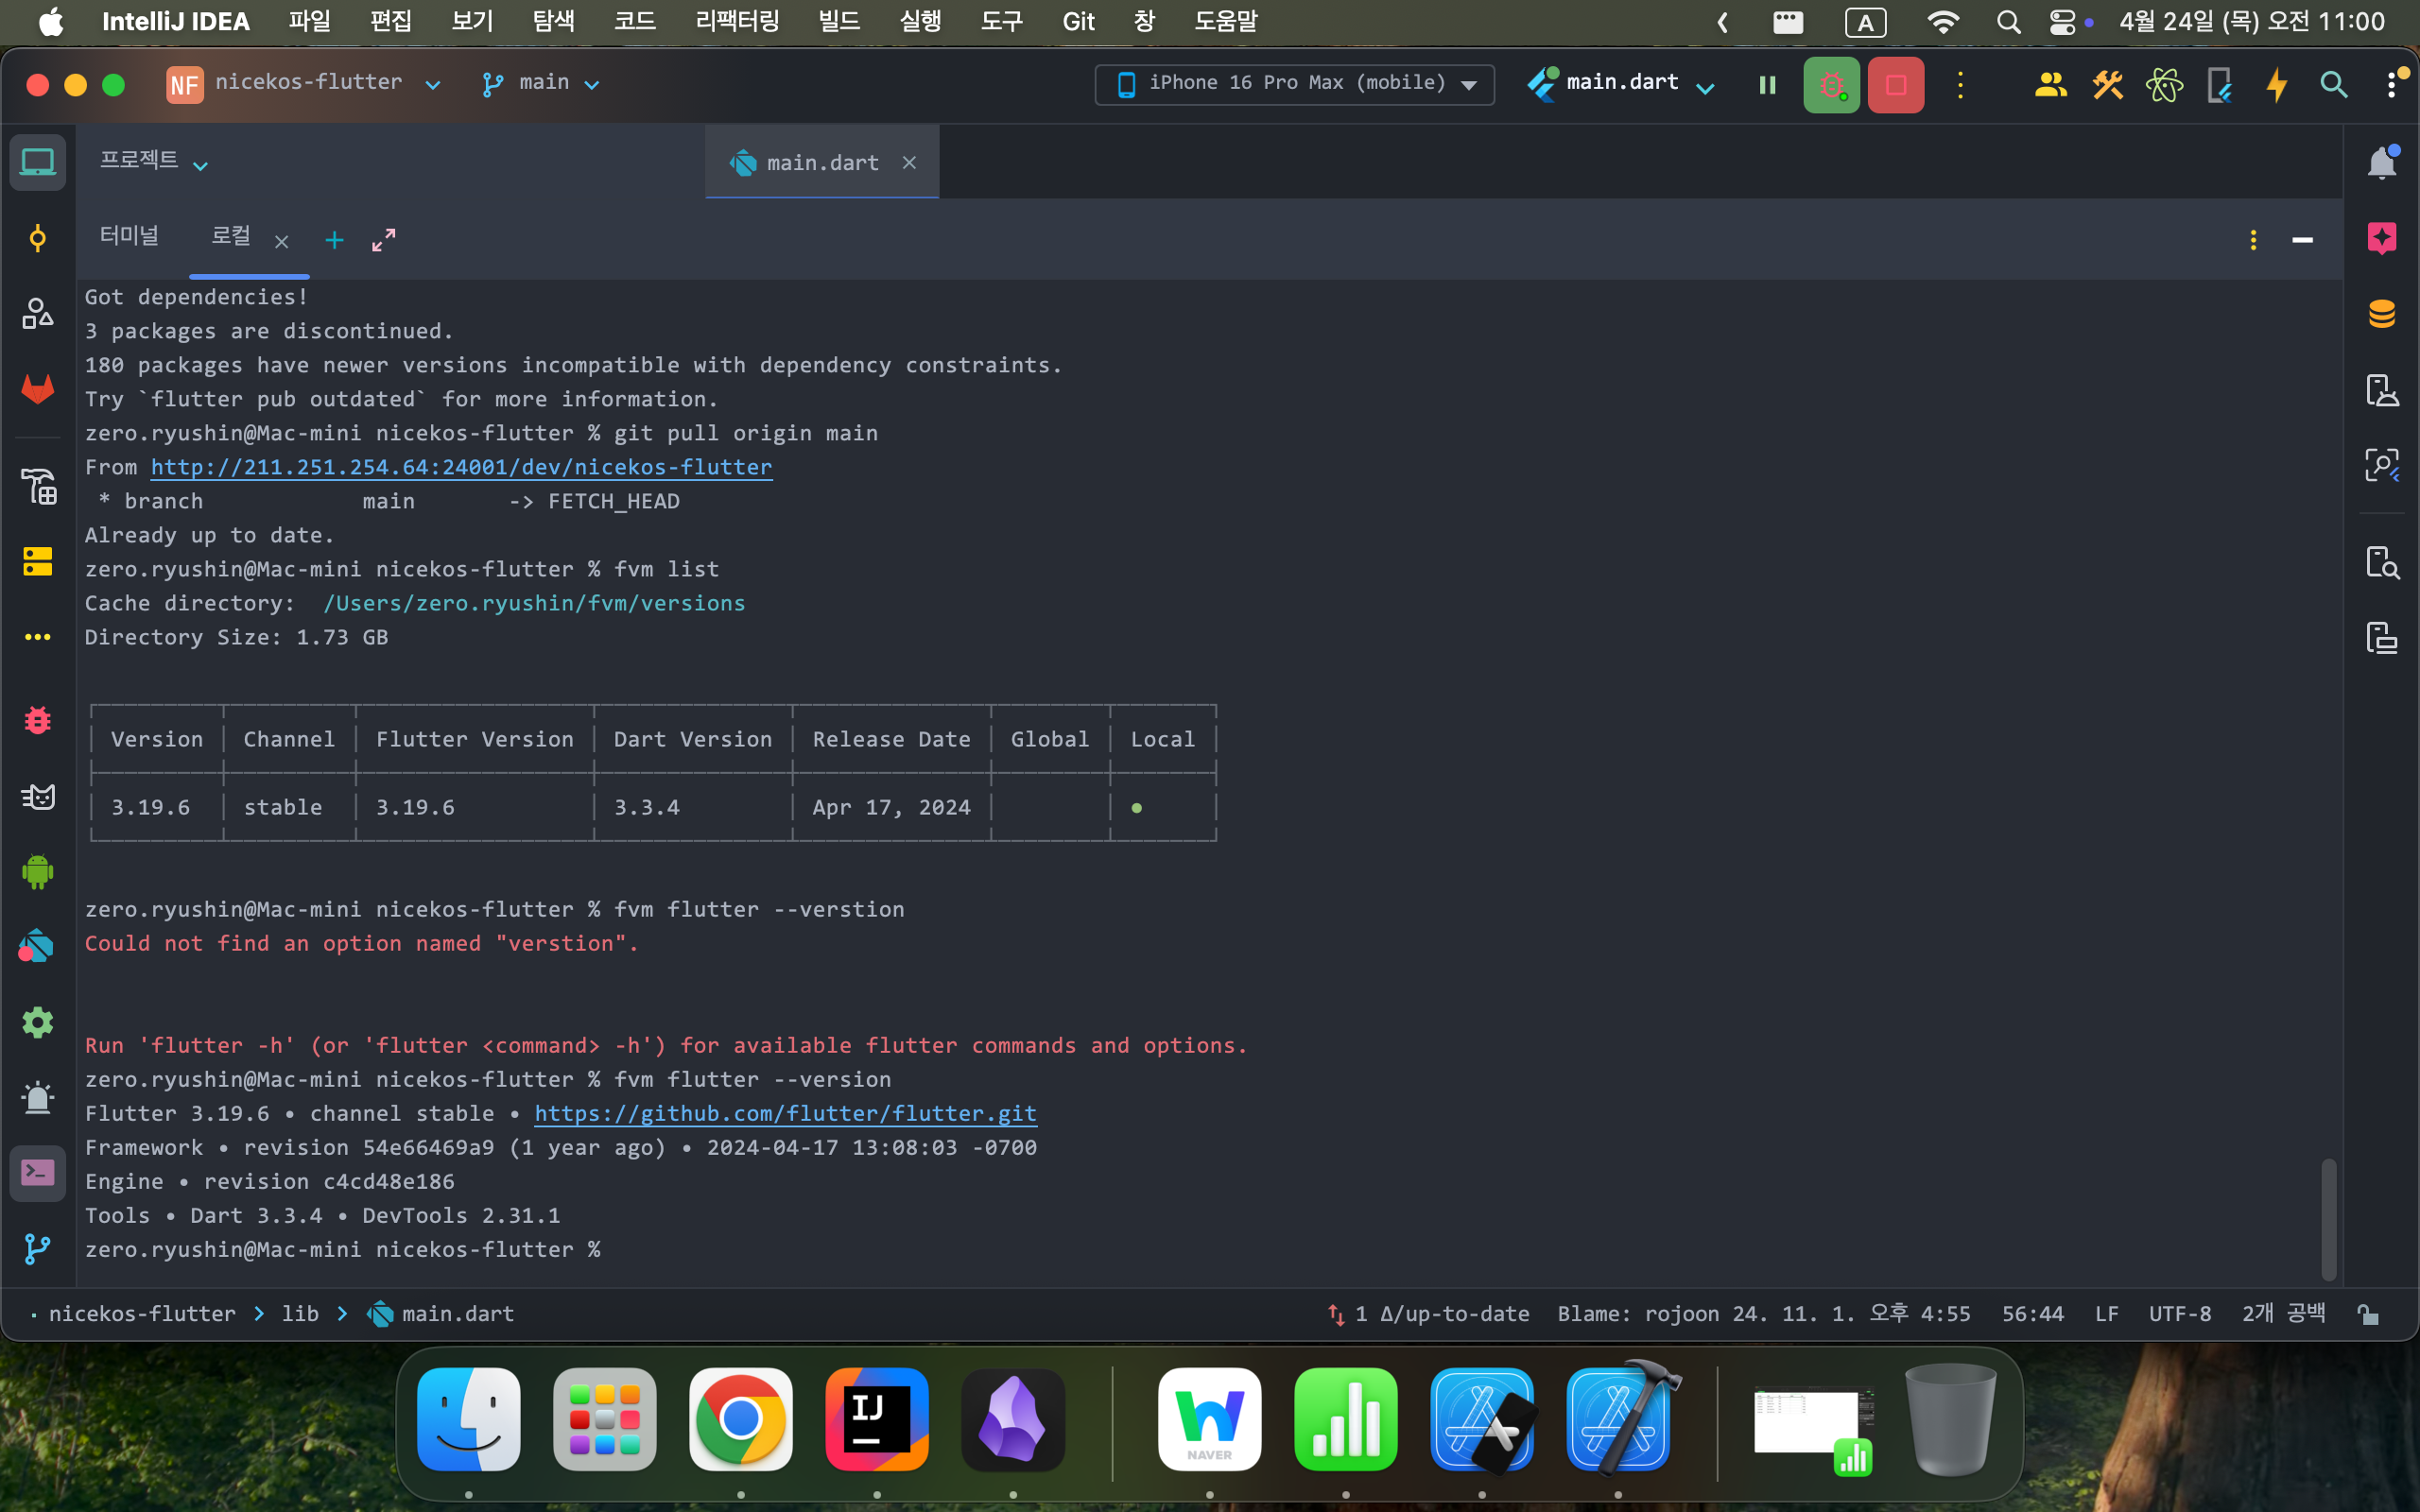 IntelliJ IDEA 파일 편집 보기 탐색 코드 리팩터링 빌드 실행 도구 Git 창 도움말 A 4월 24일 (목) 오전 11:00
NF nicekos-flutter main iPhone 16 Pro Max (mobile) main.dart
프로젝트 main.dart
터미널 로컬
Got dependencies!
3 packages are discontinued.
180 packages have newer versions incompatible with dependency constraints.
Try `flutter pub outdated` for more information.
zero.ryushin@Mac-mini nicekos-flutter % git pull origin main
From http://211.251.254.64:24001/dev/nicekos-flutter
 * branch            main       -> FETCH_HEAD
Already up to date.
zero.ryushin@Mac-mini nicekos-flutter % fvm list
Cache directory:  /Users/zero.ryushin/fvm/versions
Directory Size: 1.73 GB
Version Channel Flutter Version Dart Version Release Date Global Local
3.19.6 stable 3.19.6 3.3.4 Apr 17, 2024 ●
zero.ryushin@Mac-mini nicekos-flutter % fvm flutter --verstion
Could not find an option named "verstion".
Run 'flutter -h' (or 'flutter <command> -h') for available flutter commands and options.
zero.ryushin@Mac-mini nicekos-flutter % fvm flutter --version
Flutter 3.19.6 • channel stable • https://github.com/flutter/flutter.git
Framework • revision 54e66469a9 (1 year ago) • 2024-04-17 13:08:03 -0700
Engine • revision c4cd48e186
Tools • Dart 3.3.4 • DevTools 2.31.1
zero.ryushin@Mac-mini nicekos-flutter %
nicekos-flutter > lib > main.dart 1 Δ/up-to-date Blame: rojoon 24. 11. 1. 오후 4:55 56:44 LF UTF-8 2개 공백
IJ
NAVER